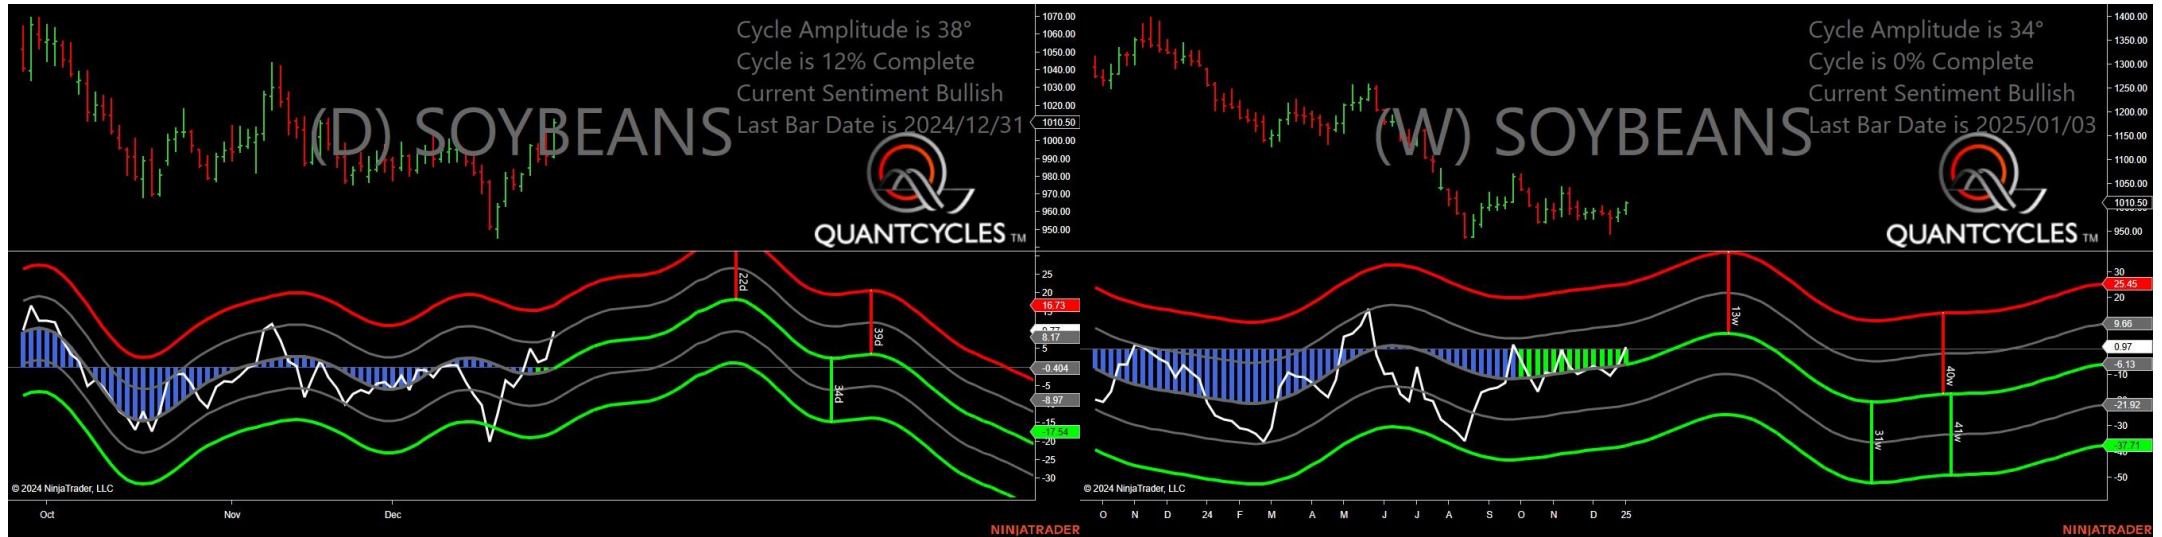 Cycle Amplitude is 38°
Cycle is 12% Complete
Current Sentiment Bullish
Last Bar Date is 2024/12/31
(D) SOYBEANS
QUANTCYCLES TM
1070.00
1060.00
1050.00
1040.00
1030.00
1020.00
1010.50
1000.00
990.00
980.00
970.00
960.00
950.00
22d
39d
34d
25
20
16.73
8.17
5
-0.404
-5
-8.97
-15
-17.54
-20
-25
-30
© 2024 NinjaTrader, LLC
Oct Nov Dec
NINJATRADER
Cycle Amplitude is 34°
Cycle is 0% Complete
Current Sentiment Bullish
Last Bar Date is 2025/01/03
(W) SOYBEANS
QUANTCYCLES TM
1400.00
1350.00
1300.00
1250.00
1200.00
1150.00
1100.00
1050.00
1010.50
950.00
13w
40w
31w
41w
30
25.45
20
9.66
0.97
-6.13
-10
-21.92
-30
-37.71
-50
© 2024 NinjaTrader, LLC
O N D 24 F M A M J J A S O N D 25
NINJATRADER